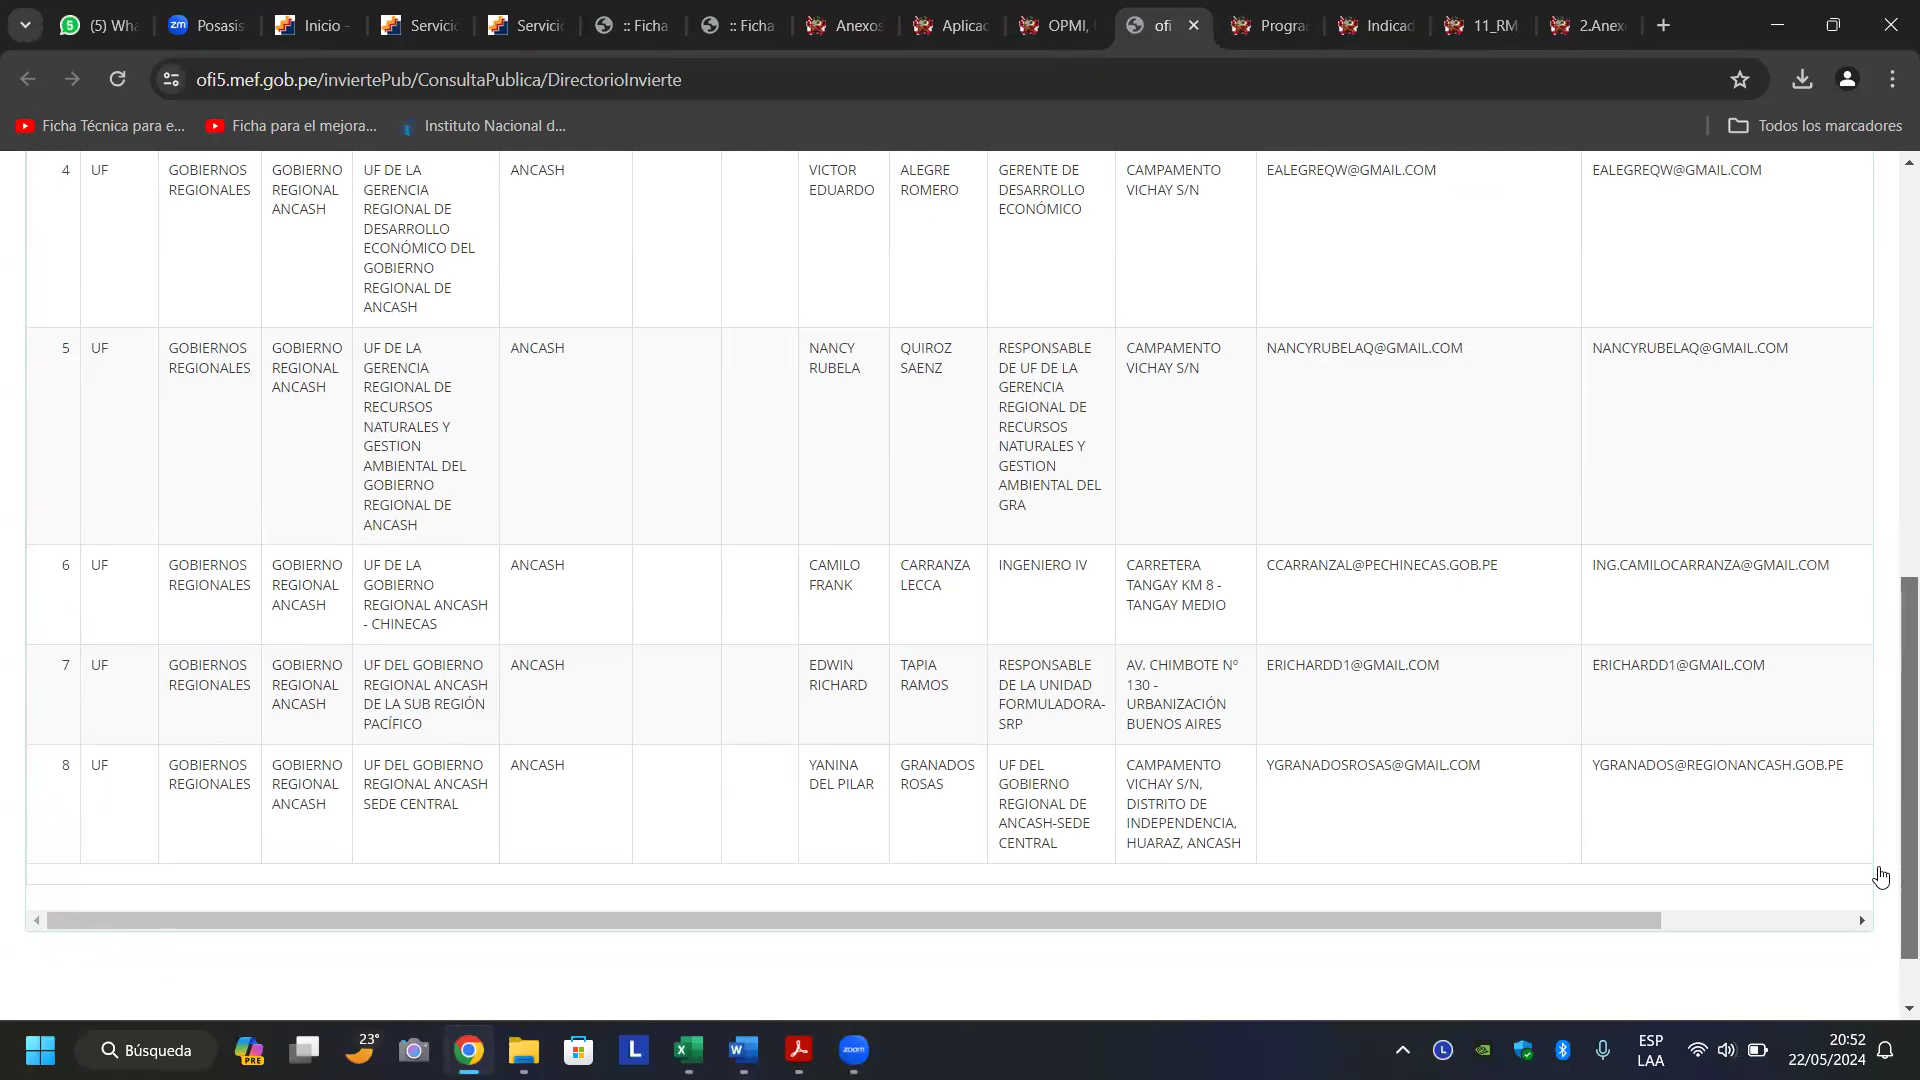 (5) Wha
Posasis
Inicio -
Servicio
Servicio
:: Ficha
:: Ficha
Anexos
Aplicac
OPMI,
ofi
Progra
Indicad
11_RM
2.Anex
ofi5.mef.gob.pe/inviertePub/ConsultaPublica/DirectorioInvierte
Ficha Técnica para e...
Ficha para el mejora...
Instituto Nacional d...
Todos los marcadores
4
UF
GOBIERNOS
REGIONALES
GOBIERNO
REGIONAL
ANCASH
UF DE LA
GERENCIA
REGIONAL DE
DESARROLLO
ECONÓMICO DEL
GOBIERNO
REGIONAL DE
ANCASH
ANCASH
VICTOR
EDUARDO
ALEGRE
ROMERO
GERENTE DE
DESARROLLO
ECONÓMICO
CAMPAMENTO
VICHAY S/N
EALEGREQW@GMAIL.COM
EALEGREQW@GMAIL.COM
5
UF
GOBIERNOS
REGIONALES
GOBIERNO
REGIONAL
ANCASH
UF DE LA
GERENCIA
REGIONAL DE
RECURSOS
NATURALES Y
GESTION
AMBIENTAL DEL
GOBIERNO
REGIONAL DE
ANCASH
ANCASH
NANCY
RUBELA
QUIROZ
SAENZ
RESPONSABLE
DE UF DE LA
GERENCIA
REGIONAL DE
RECURSOS
NATURALES Y
GESTION
AMBIENTAL DEL
GRA
CAMPAMENTO
VICHAY S/N
NANCYRUBELAQ@GMAIL.COM
NANCYRUBELAQ@GMAIL.COM
6
UF
GOBIERNOS
REGIONALES
GOBIERNO
REGIONAL
ANCASH
UF DE LA
GOBIERNO
REGIONAL ANCASH
- CHINECAS
ANCASH
CAMILO
FRANK
CARRANZA
LECCA
INGENIERO IV
CARRETERA
TANGAY KM 8 -
TANGAY MEDIO
CCARRANZAL@PECHINECAS.GOB.PE
ING.CAMILOCARRANZA@GMAIL.COM
7
UF
GOBIERNOS
REGIONALES
GOBIERNO
REGIONAL
ANCASH
UF DEL GOBIERNO
REGIONAL ANCASH
DE LA SUB REGIÓN
PACÍFICO
ANCASH
EDWIN
RICHARD
TAPIA
RAMOS
RESPONSABLE
DE LA UNIDAD
FORMULADORA-
SRP
AV. CHIMBOTE Nº
130 -
URBANIZACIÓN
BUENOS AIRES
ERICHARDD1@GMAIL.COM
ERICHARDD1@GMAIL.COM
8
UF
GOBIERNOS
REGIONALES
GOBIERNO
REGIONAL
ANCASH
UF DEL GOBIERNO
REGIONAL ANCASH
SEDE CENTRAL
ANCASH
YANINA
DEL PILAR
GRANADOS
ROSAS
UF DEL
GOBIERNO
REGIONAL DE
ANCASH-SEDE
CENTRAL
CAMPAMENTO
VICHAY S/N,
DISTRITO DE
INDEPENDENCIA,
HUARAZ, ANCASH
YGRANADOSROSAS@GMAIL.COM
YGRANADOS@REGIONANCASH.GOB.PE
Búsqueda
PRE
23°
zoom
ESP
LAA
20:52
22/05/2024